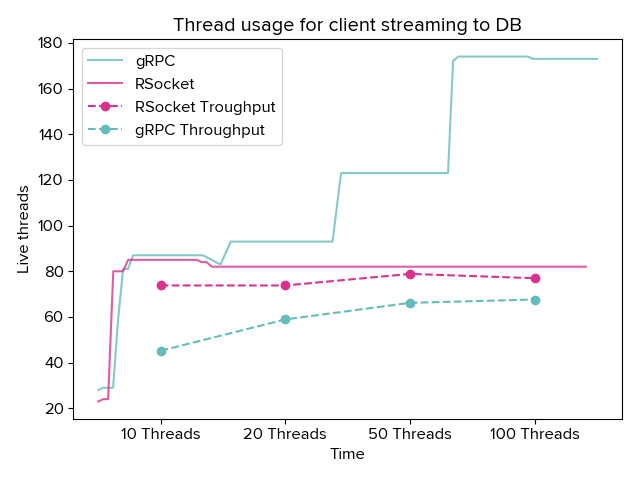 Thread usage for client streaming to DB
gRPC
RSocket
RSocket Troughput
gRPC Throughput
Live threads
180
160
140
120
100
80
60
40
20
10 Threads
20 Threads
50 Threads
100 Threads
Time